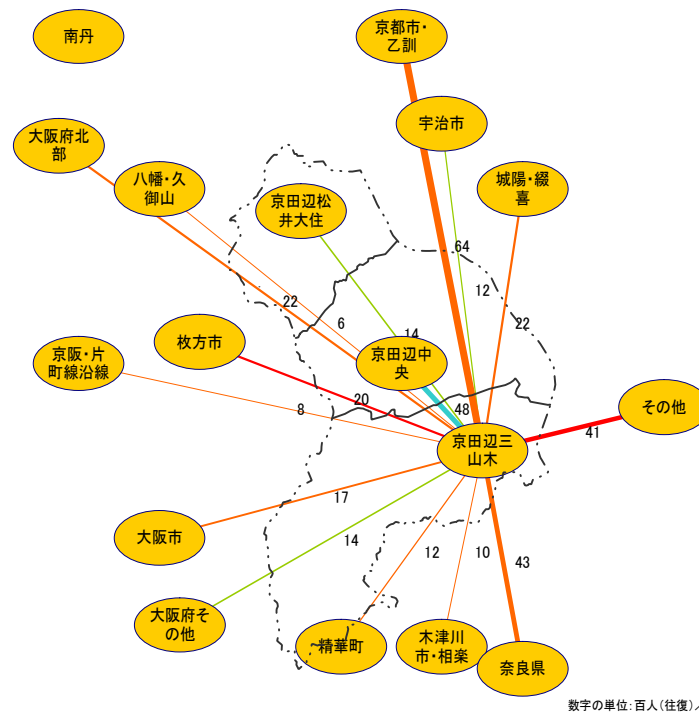 南丹
京都市・
乙訓
宇治市
大阪府北
部
八幡・久
御山
京田辺松
井大住
城陽・綴
喜
64
12
22
22
6
14
枚方市
京阪・片
町線沿線
京田辺中
央
20
8
48
その他
41
京田辺三
山木
17
大阪市
14
12
10
43
大阪府そ
の他
精華町
木津川
市・相楽
奈良県
数字の単位:百人(往復)/